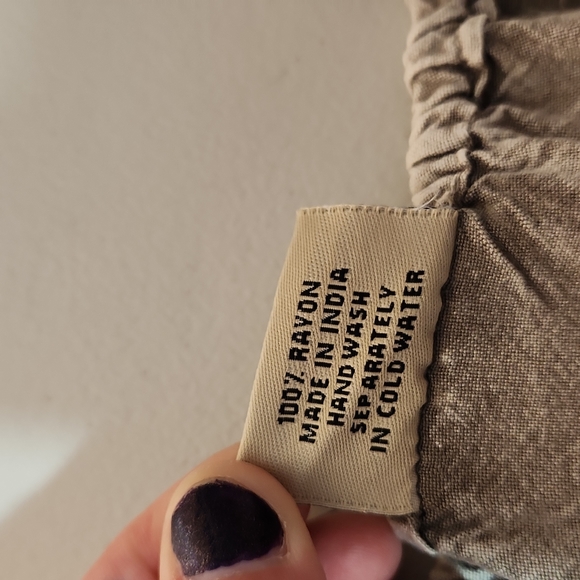 100% RAYON
MADE IN INDIA
HAND WASH
SEPARATELY
IN COLD WATER